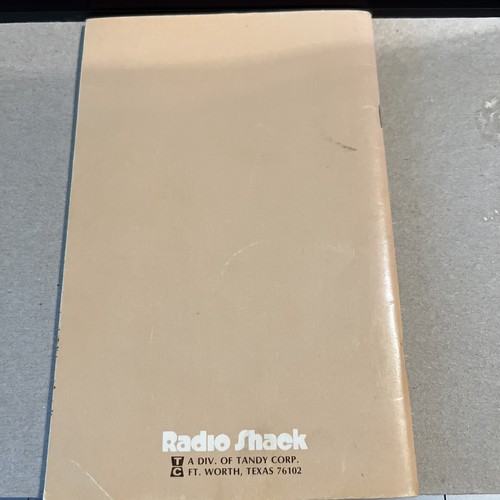 Radio Shack
T A DIV. OF TANDY CORP.
C FT. WORTH, TEXAS 76102